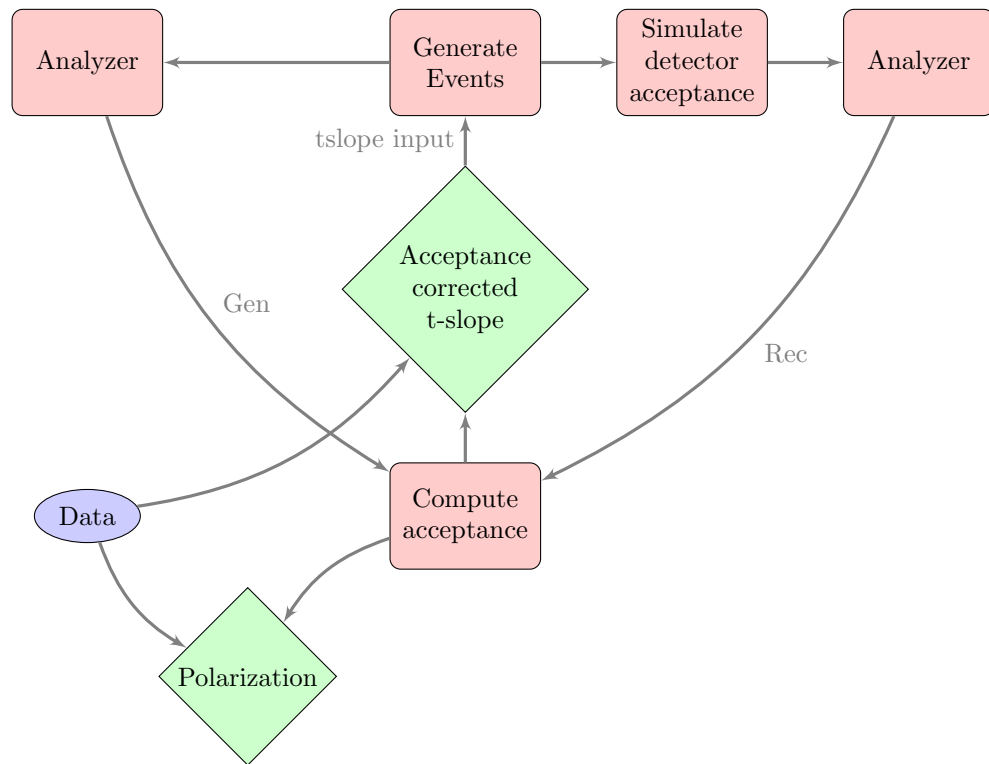 Analyzer
Generate
Events
Simulate
detector
acceptance
Analyzer
tslope input
Acceptance
corrected
t-slope
Gen
Rec
Data
Compute
acceptance
Polarization